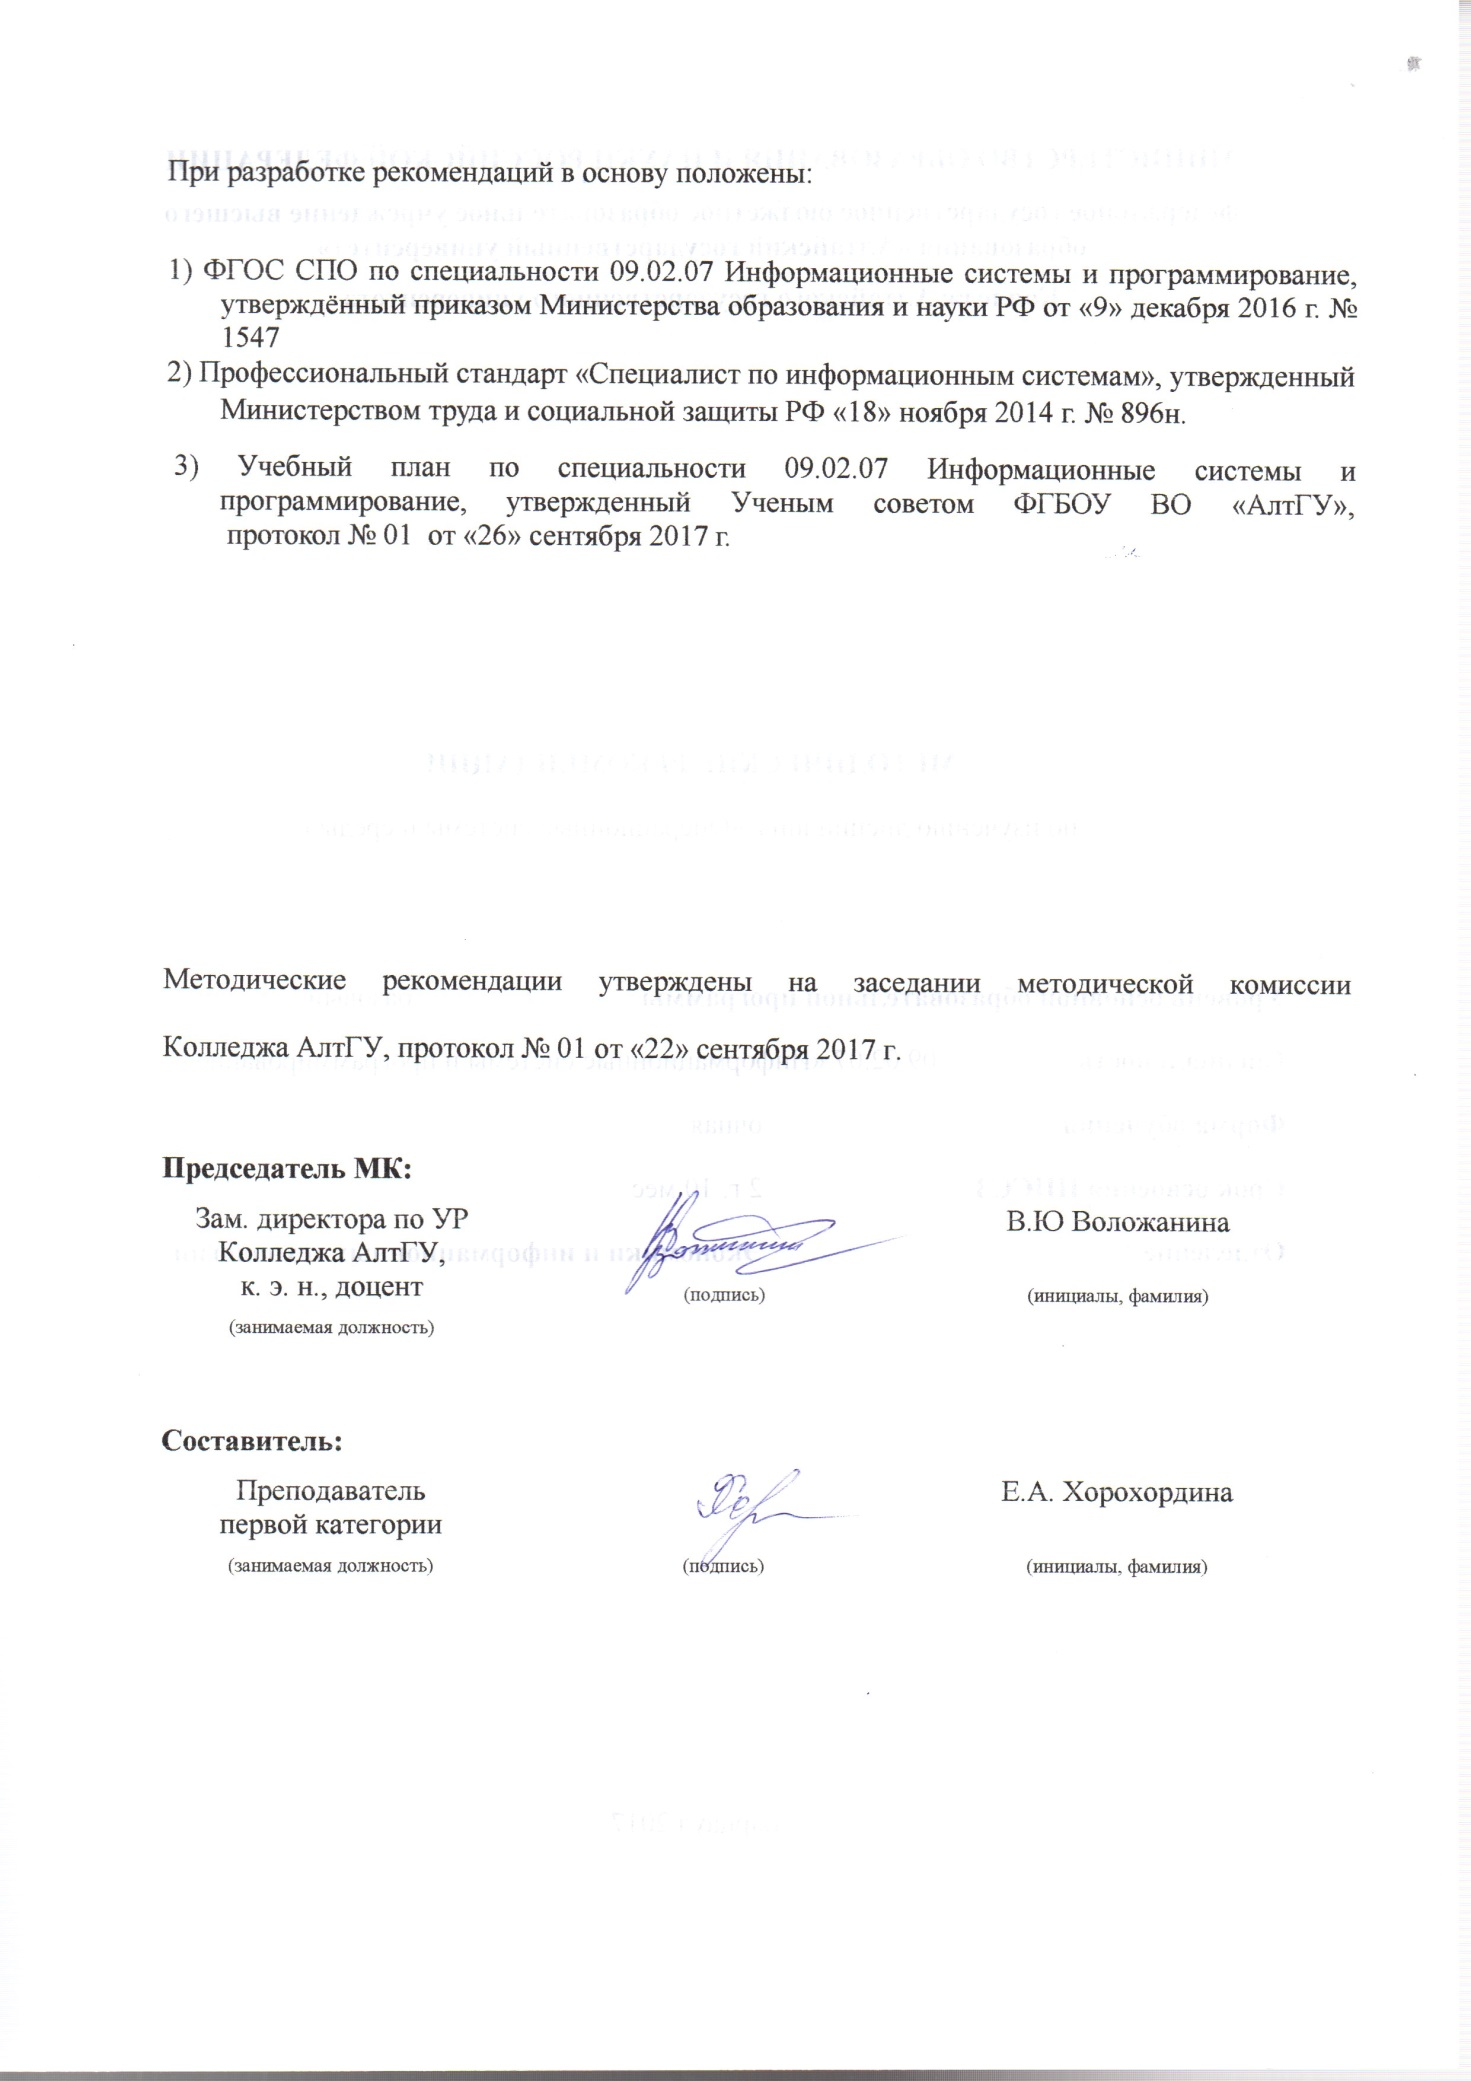 При разработке рекомендаций в основу положены:
1) ФГОС СПО по специальности 09.02.07 Информационные системы и программирование,
утверждённый приказом Министерства образования и науки РФ от «9» декабря 2016 г. №
1547
2) Профессиональный стандарт «Специалист по информационным системам», утвержденный
Министерством труда и социальной защиты РФ «18» ноября 2014 г. № 896н.
3) Учебный план по специальности 09.02.07 Информационные системы и
программирование, утвержденный Ученым советом ФГБОУ ВО «АлтГУ»,
протокол № 01 от «26» сентября 2017 г.
Методические рекомендации утверждены на заседании методической комиссии
Колледжа АлтГУ, протокол № 01 от «22» сентября 2017 г.
Председатель МК:
Зам. директора по УР В.Ю Воложанина
Колледжа АлтГУ,
к. э. н., доцент
(подпись) (инициалы, фамилия)
(занимаемая должность)
Составитель:
Преподаватель Е.А. Хорохордина
первой категории
(занимаемая должность) (подпись) (инициалы, фамилия)